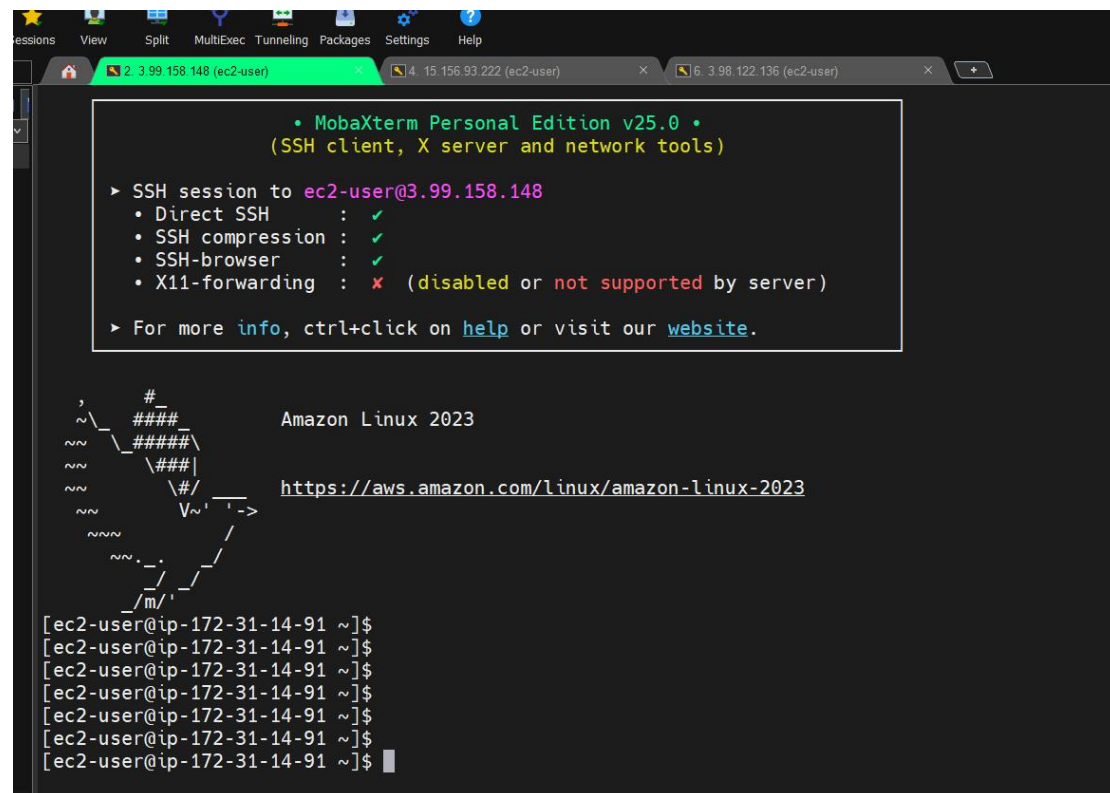 Sessions View Split MultiExec Tunneling Packages Settings Help
2. 3.99.158.148 (ec2-user) × 4. 15.156.93.222 (ec2-user) × 6. 3.98.122.136 (ec2-user) × +
• MobaXterm Personal Edition v25.0 •
(SSH client, X server and network tools)
➤ SSH session to ec2-user@3.99.158.148
• Direct SSH : ✔
• SSH compression : ✔
• SSH-browser : ✔
• X11-forwarding : ✘ (disabled or not supported by server)
➤ For more info, ctrl+click on help or visit our website.
   ,     #_
   ~\_  ####_        Amazon Linux 2023
  ~~  \_#####\
  ~~     \###|
  ~~       \#/ ___   https://aws.amazon.com/linux/amazon-linux-2023
   ~~       V~' '->
    ~~~         /
      ~~._.   _/
         _/ _/
       _/m/'
[ec2-user@ip-172-31-14-91 ~]$
[ec2-user@ip-172-31-14-91 ~]$
[ec2-user@ip-172-31-14-91 ~]$
[ec2-user@ip-172-31-14-91 ~]$
[ec2-user@ip-172-31-14-91 ~]$
[ec2-user@ip-172-31-14-91 ~]$
[ec2-user@ip-172-31-14-91 ~]$